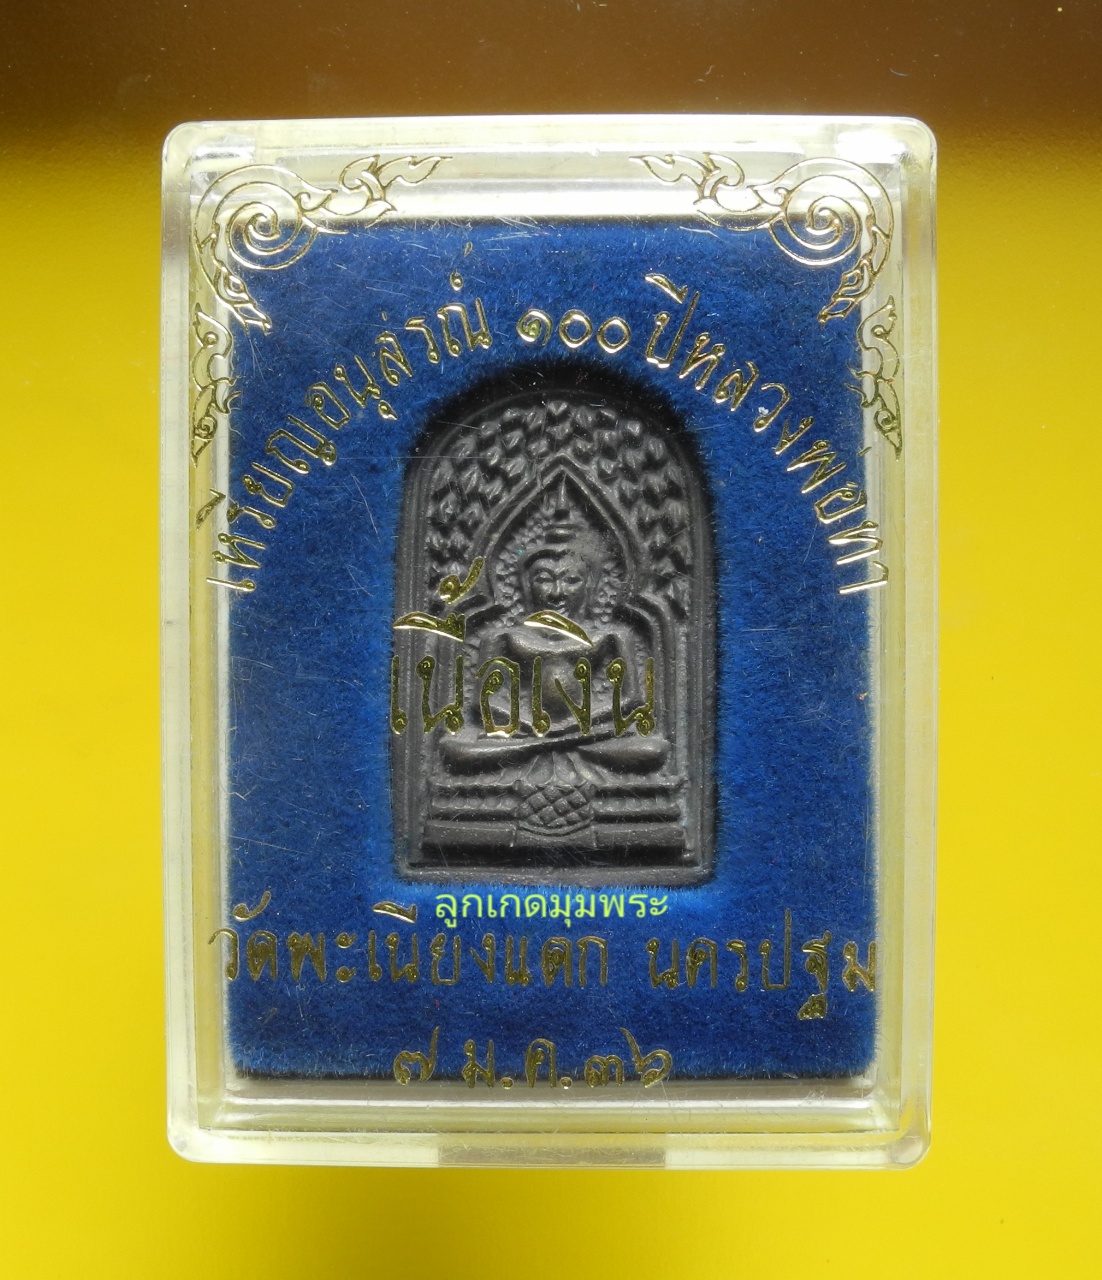 เหรียญอนุสรณ์ ๑๐๐ ปีหลวงพ่อทา
เนื้อเงิน
ลูกเกดมุมพระ
วัดพะเนียงแตก นครปฐม
๗ ม.ค.๓๖